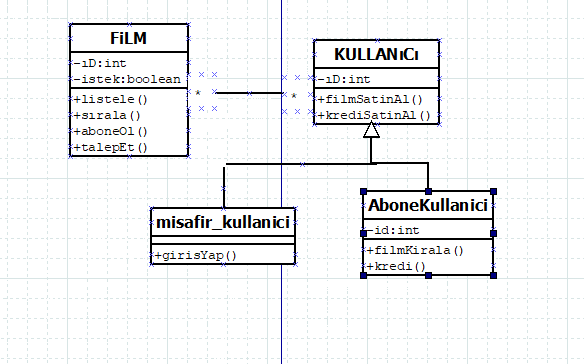 FiLM
-ıD:int
-istek:boolean
+listele()
+sırala()
+aboneOl()
+talepEt()
*
*
KULLANıCı
-ıD:int
+filmSatinAl()
+krediSatinAl()
misafir_kullanici
+girisYap()
AboneKullanici
-id:int
+filmKirala()
+kredi()